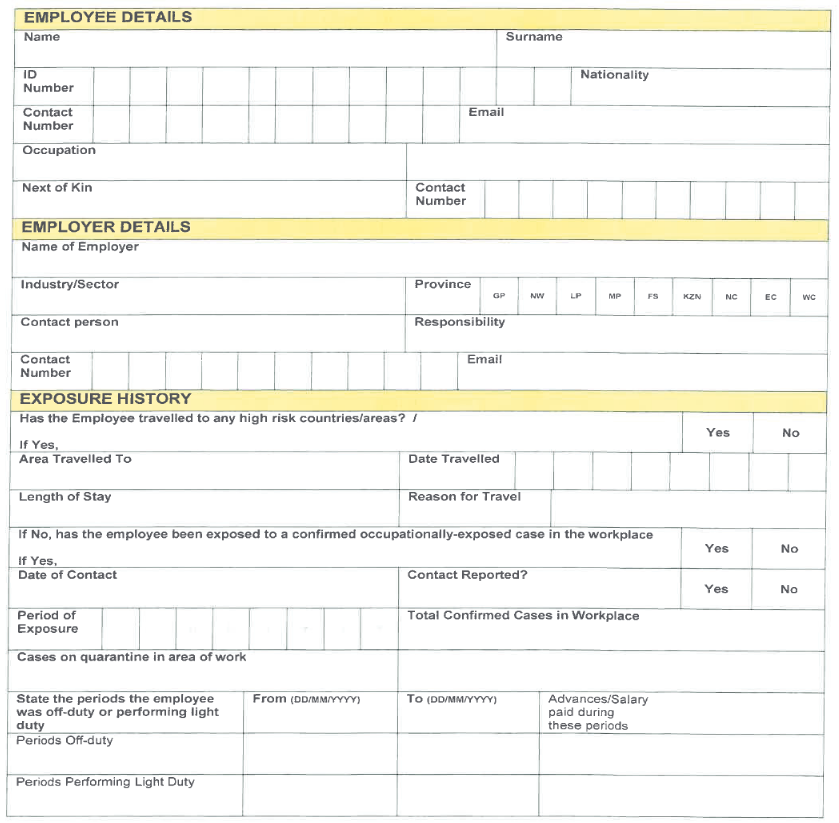 EMPLOYEE DETAILS
Name Surname
ID Nationality
Number
Contact Email
Number
Occupation
Next of Kin Contact
Number
EMPLOYER DETAILS
Name of Employer
Industry/Sector Province GP NW LP MP FS KZN NC EC WC
Contact person Responsibility
Contact Email
Number
EXPOSURE HISTORY
Has the Employee travelled to any high risk countries/areas? /
Yes No
If Yes,
Area Travelled To Date Travelled
Length of Stay Reason for Travel
If No, has the employee been exposed to a confirmed occupationally-exposed case in the workplace
Yes No
If Yes,
Date of Contact Contact Reported?
Yes No
Period of Total Confirmed Cases in Workplace
Exposure
Cases on quarantine in area of work
State the periods the employee From (DD/MM/YYYY) To (DD/MM/YYYY) Advances/Salary
was off-duty or performing light paid during
duty these periods
Periods Off-duty
Periods Performing Light Duty